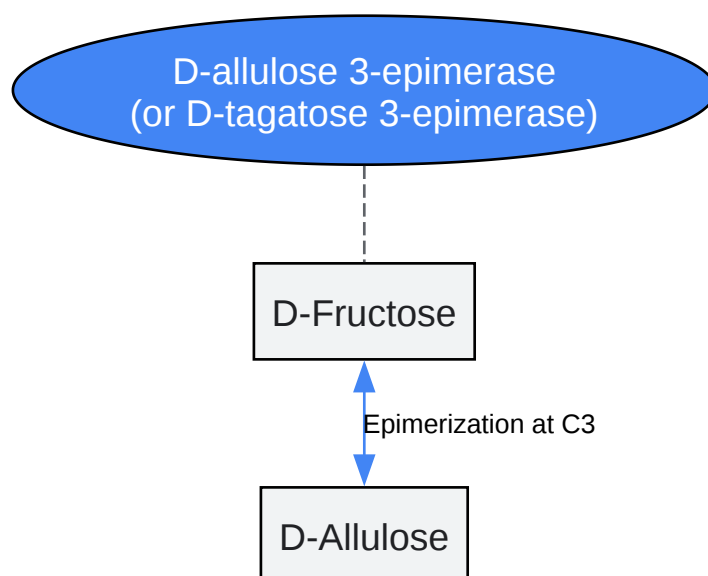 D-allulose 3-epimerase
(or D-tagatose 3-epimerase)
D-Fructose
Epimerization at C3
D-Allulose